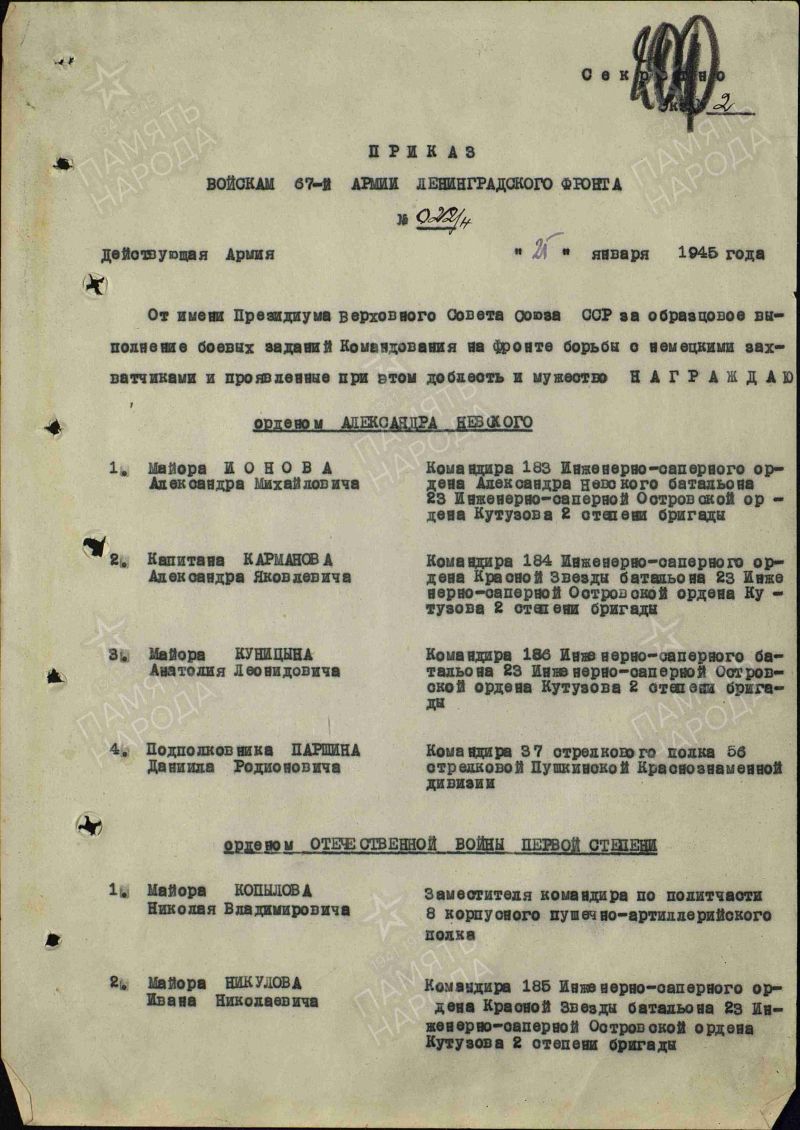 Секретно
Экз. 2
ПРИКАЗ
ВОЙСКАМ 67-й АРМИИ ЛЕНИНГРАДСКОГО ФРОНТА
№ 022/н
Действующая Армия " 25 " января 1945 года
От имени Президиума Верховного Совета Союза ССР за образцовое вы-
полнение боевых заданий Командования на фронте борьбы с немецкими зах-
ватчиками и проявленные при этом доблесть и мужество НАГРАЖДАЮ
орденом АЛЕКСАНДРА НЕВСКОГО
1. Майора ИОНОВА Командира 183 Инженерно-саперного ор-
Александра Михайловича дена Александра Невского батальона
23 Инженерно-саперной Островской ор -
дена Кутузова 2 степени бригады
2. Капитана КАРМАНОВА Командира 184 Инженерно-саперного ор-
Александра Яковлевича дена Красной Звезды батальона 23 Инже
нерно-саперной Островской ордена Ку -
тузова 2 степени бригады
3. Майора КУНИЦЫНА Командира 186 Инженерно-саперного ба-
Анатолия Леонидовича тальона 23 Инженерно-саперной Остров-
ской ордена Кутузова 2 степени брига-
ды
4. Подполковника ПАРШИНА Командира 37 стрелкового полка 56
Даниила Родионовича стрелковой Пушкинской Краснознаменной
дивизии
орденом ОТЕЧЕСТВЕННОЙ ВОЙНЫ ПЕРВОЙ СТЕПЕНИ
1. Майора КОПЫЛОВА Заместителя командира по политчасти
Николая Владимировича 8 корпусного пушечно-артиллерийского
полка
2. Майора НИКУЛОВА Командира 185 Инженерно-саперного ор-
Ивана Николаевича дена Красной Звезды батальона 23 Ин-
женерно-саперной Островской ордена
Кутузова 2 степени бригады
1941-1945
ПАМЯТЬ
НАРОДА